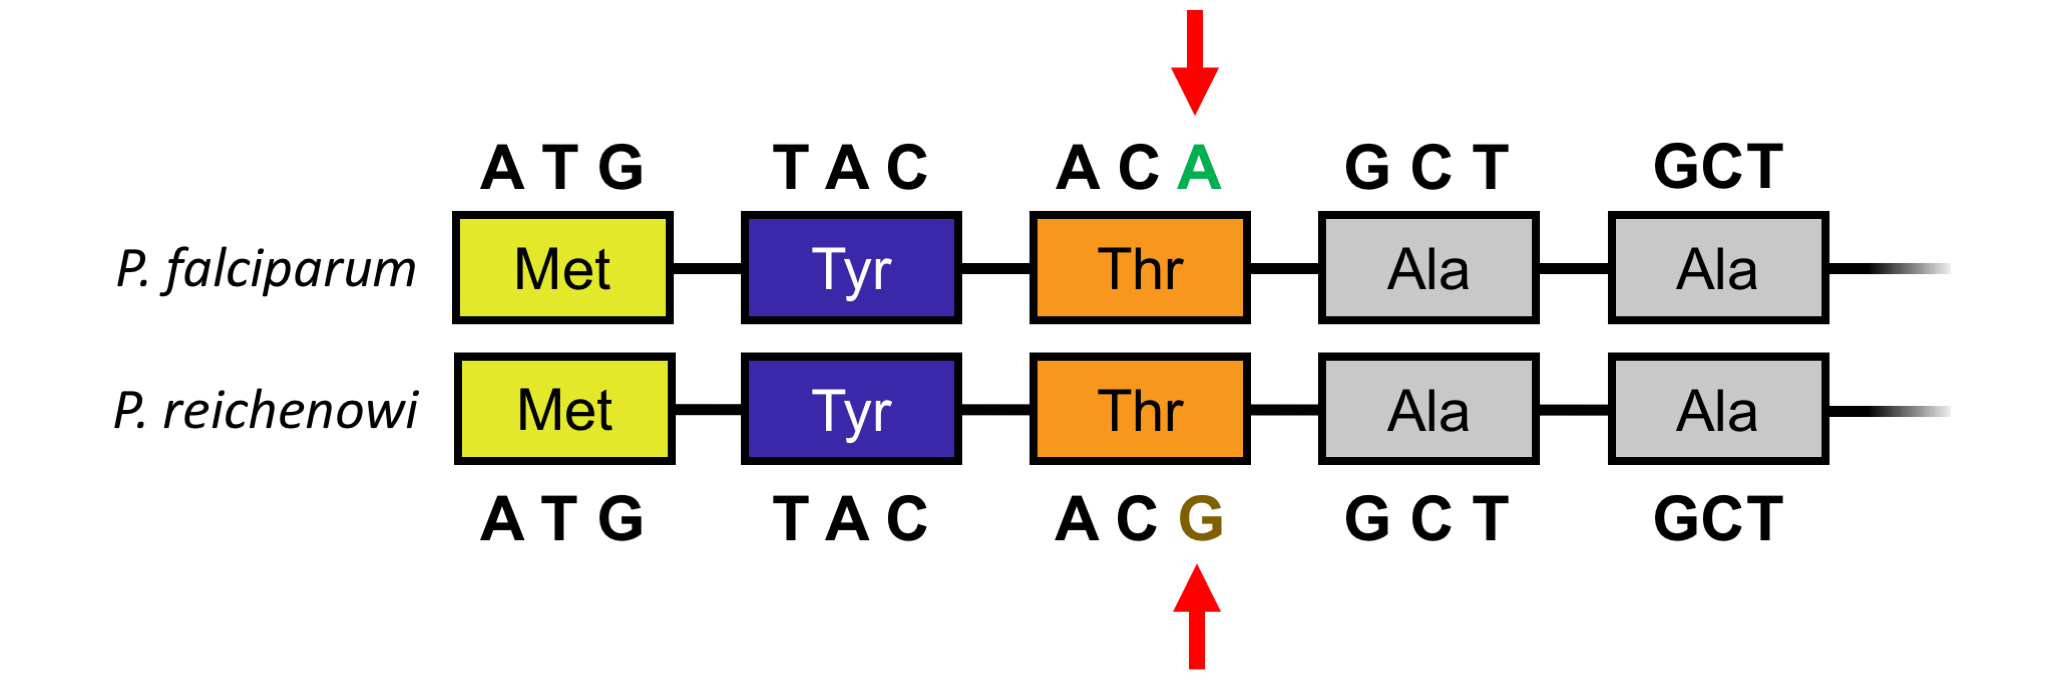 A T G T A C A C A G C T GCT
P. falciparum Met Tyr Thr Ala Ala
P. reichenowi Met Tyr Thr Ala Ala
A T G T A C A C G G C T GCT